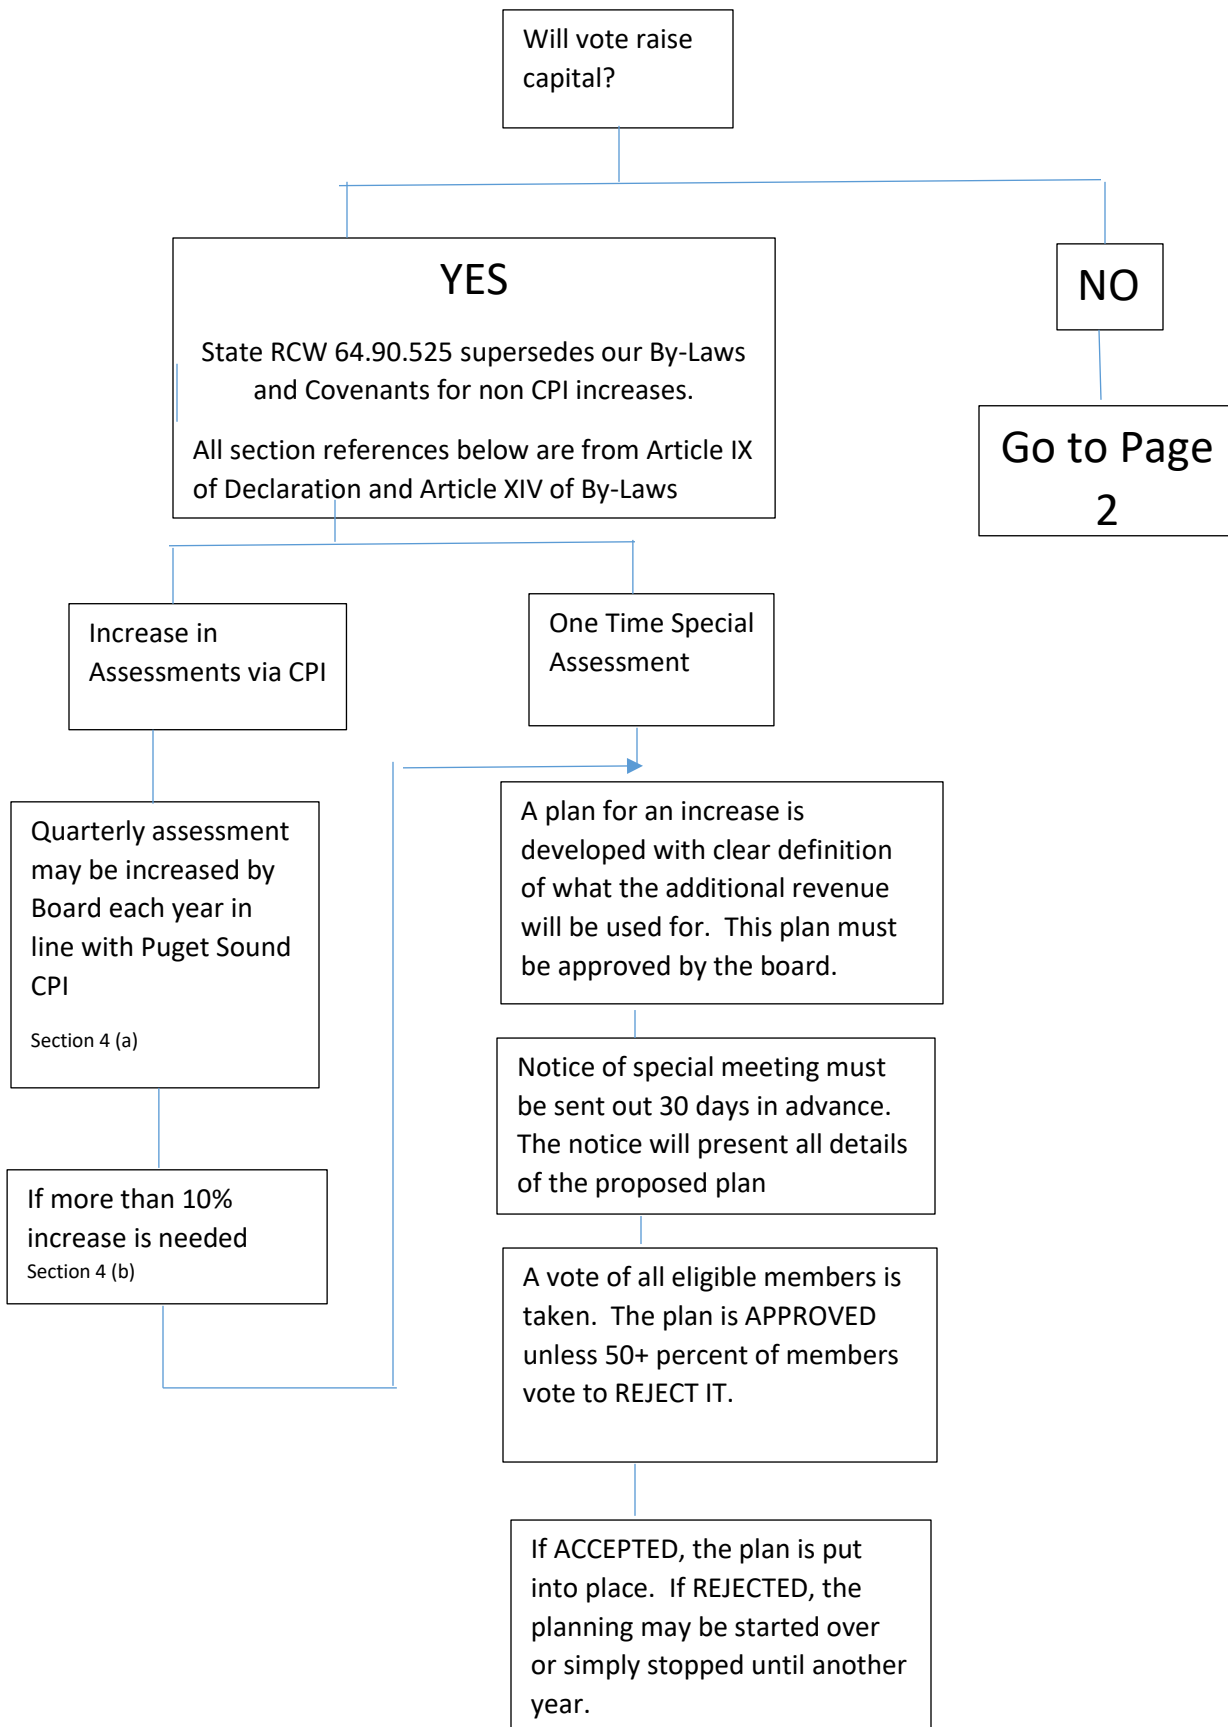 Will vote raise
capital?
YES
State RCW 64.90.525 supersedes our By-Laws
and Covenants for non CPI increases.
All section references below are from Article IX
of Declaration and Article XIV of By-Laws
NO
Go to Page
2
Increase in
Assessments via CPI
One Time Special
Assessment
Quarterly assessment
may be increased by
Board each year in
line with Puget Sound
CPI
Section 4 (a)
If more than 10%
increase is needed
Section 4 (b)
A plan for an increase is
developed with clear definition
of what the additional revenue
will be used for.  This plan must
be approved by the board.
Notice of special meeting must
be sent out 30 days in advance.
The notice will present all details
of the proposed plan
A vote of all eligible members is
taken.  The plan is APPROVED
unless 50+ percent of members
vote to REJECT IT.
If ACCEPTED, the plan is put
into place.  If REJECTED, the
planning may be started over
or simply stopped until another
year.